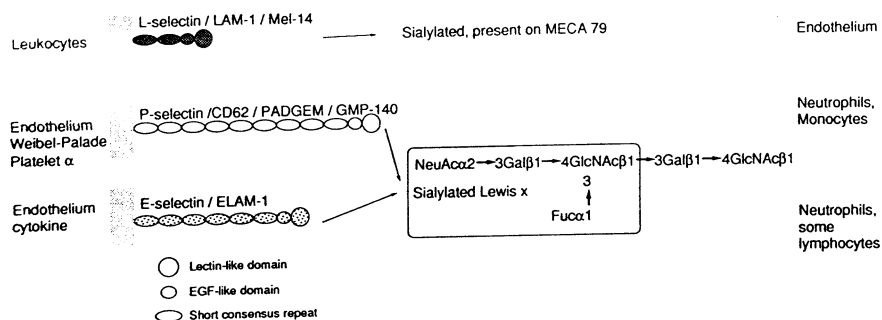 L-selectin / LAM-1 / Mel-14
Leukocytes
Sialylated, present on MECA 79
Endothelium
P-selectin /CD62 / PADGEM / GMP-140
Endothelium
Weibel-Palade
Platelet α
Neutrophils,
Monocytes
NeuAcα2→3Galβ1→4GlcNAcβ1→3Galβ1→4GlcNAcβ1
Sialylated Lewis x
3
Fucα1
E-selectin / ELAM-1
Endothelium
cytokine
Neutrophils,
some
lymphocytes
Lectin-like domain
EGF-like domain
Short consensus repeat